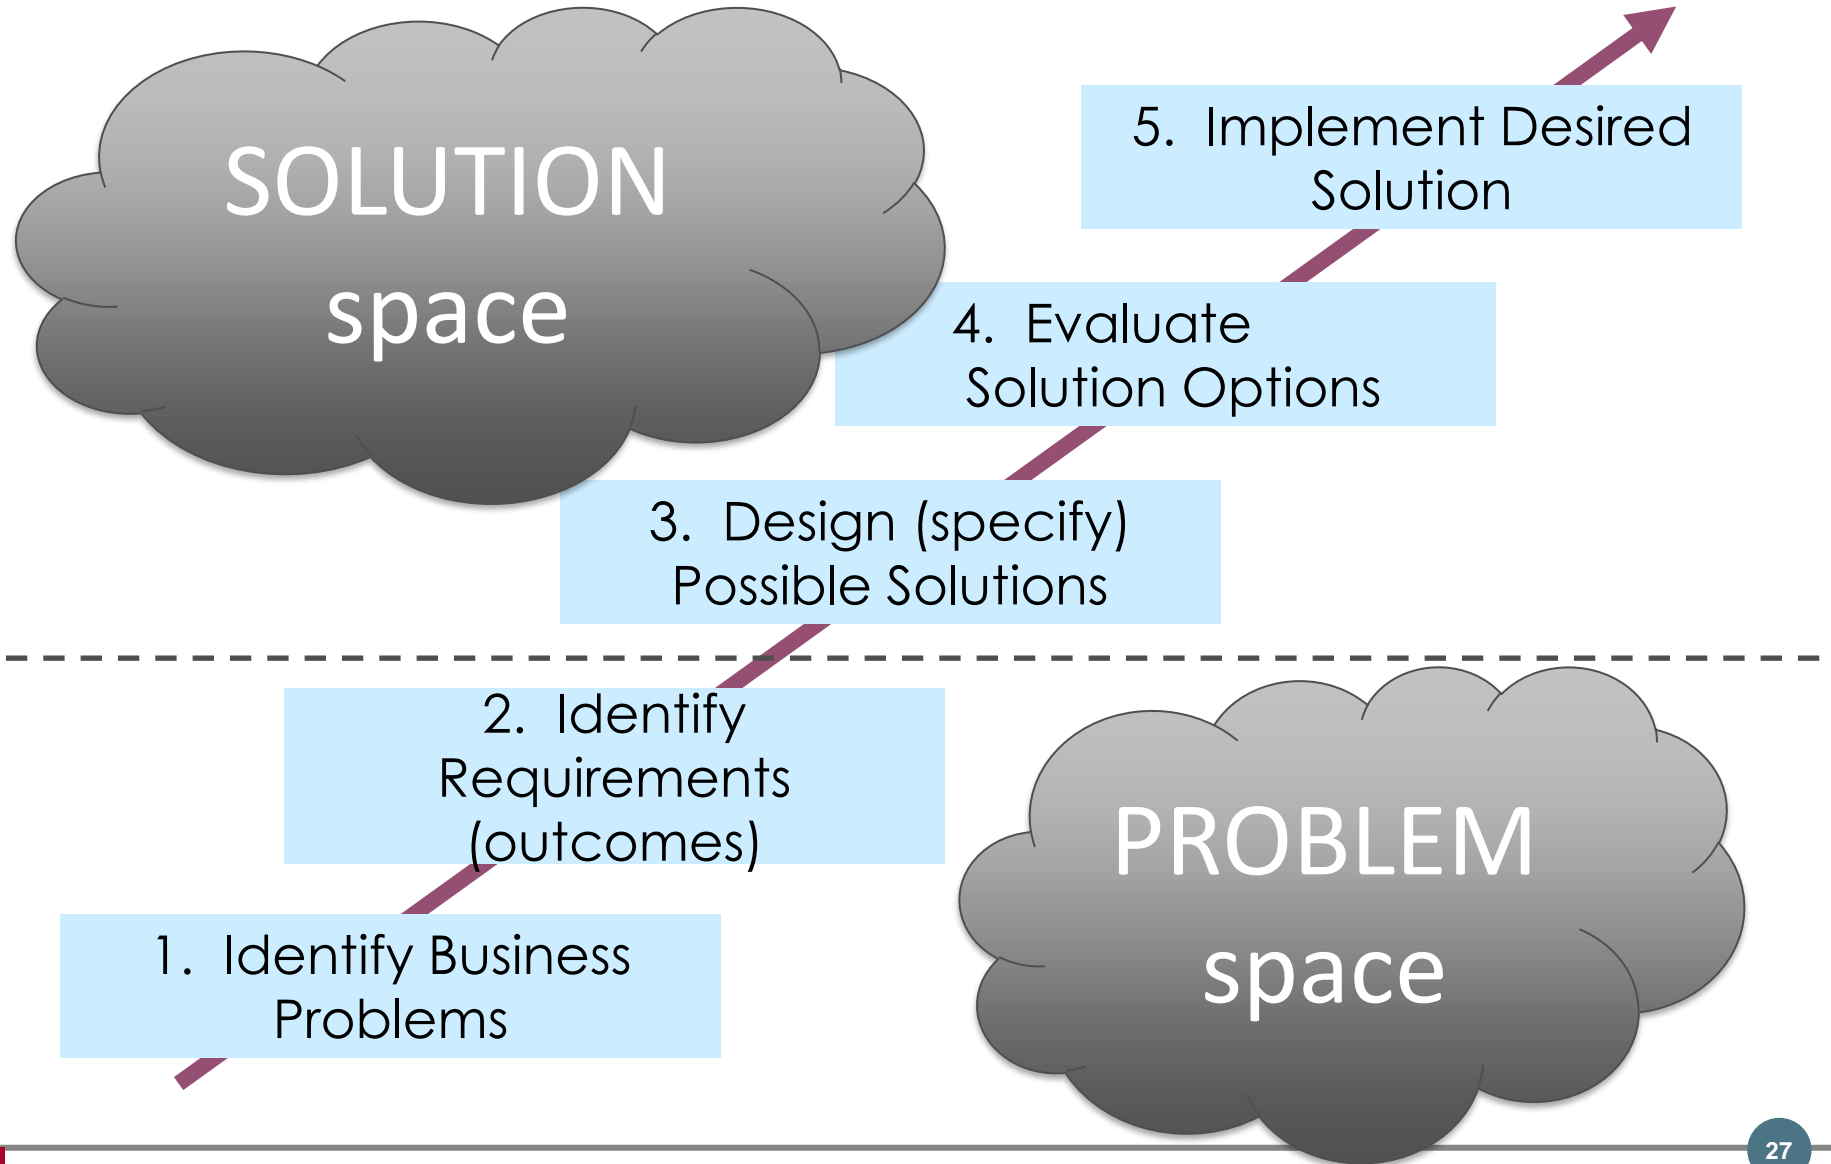 SOLUTION
space
5. Implement Desired
Solution
4. Evaluate
Solution Options
3. Design (specify)
Possible Solutions
2. Identify
Requirements
(outcomes)
PROBLEM
space
1. Identify Business
Problems
27